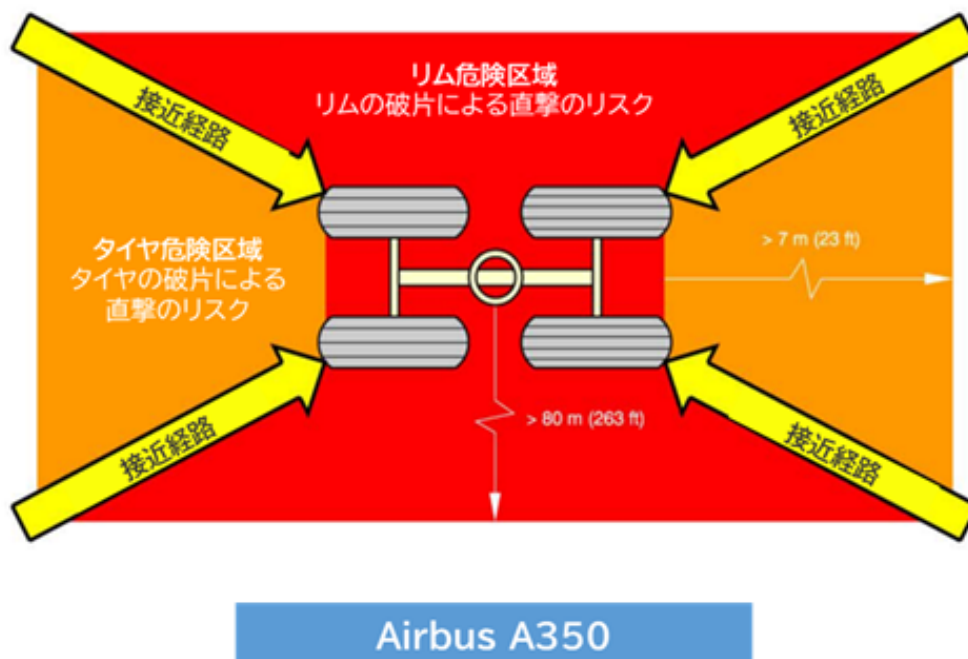 リム危険区域
リムの破片による直撃のリスク
接近経路
接近経路
タイヤ危険区域
タイヤの破片による
直撃のリスク
> 7 m (23 ft)
> 80 m (263 ft)
接近経路
接近経路
Airbus A350